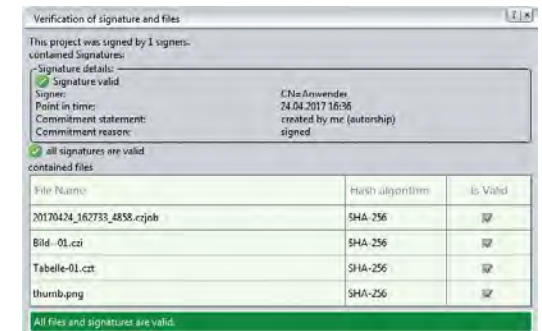 Verification of signature and files
This project was signed by 1 signers.
contained Signatures:
Signature details:
Signature valid
Signer: CN=Anwender
Point in time: 24.04.2017 16:36
Commitment statement: created by me (autorship)
Commitment reason: signed
all signatures are valid
contained files
File Name Hash algorithm Is Valid
20170424_162733_4858.czjob SHA-256
Bild--01.czi SHA-256
Tabelle-01.czt SHA-256
thumb.png SHA-256
All files and signatures are valid.